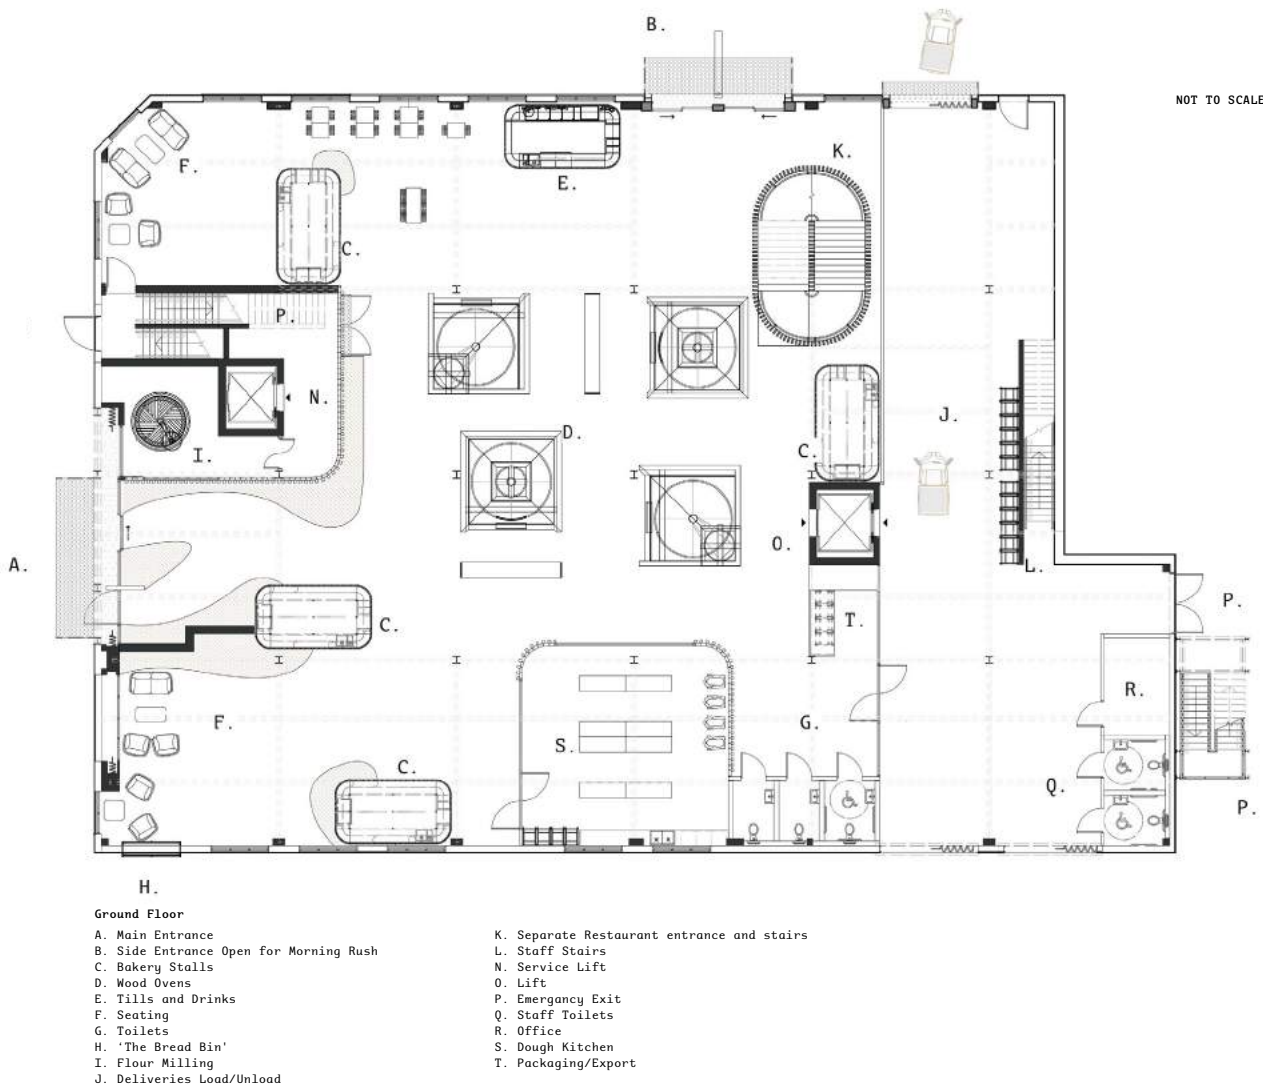 B.
NOT TO SCALE
K.
F.
E.
C.
P.
N.
J.
D.
C.
I.
O.
A.
L.
P.
C.
T.
R.
F.
G.
S.
C.
Q.
P.
H.
Ground Floor
A. Main Entrance
B. Side Entrance Open for Morning Rush
C. Bakery Stalls
D. Wood Ovens
E. Tills and Drinks
F. Seating
G. Toilets
H. ‘The Bread Bin’
I. Flour Milling
J. Deliveries Load/Unload
K. Separate Restaurant entrance and stairs
L. Staff Stairs
N. Service Lift
O. Lift
P. Emergancy Exit
Q. Staff Toilets
R. Office
S. Dough Kitchen
T. Packaging/Export